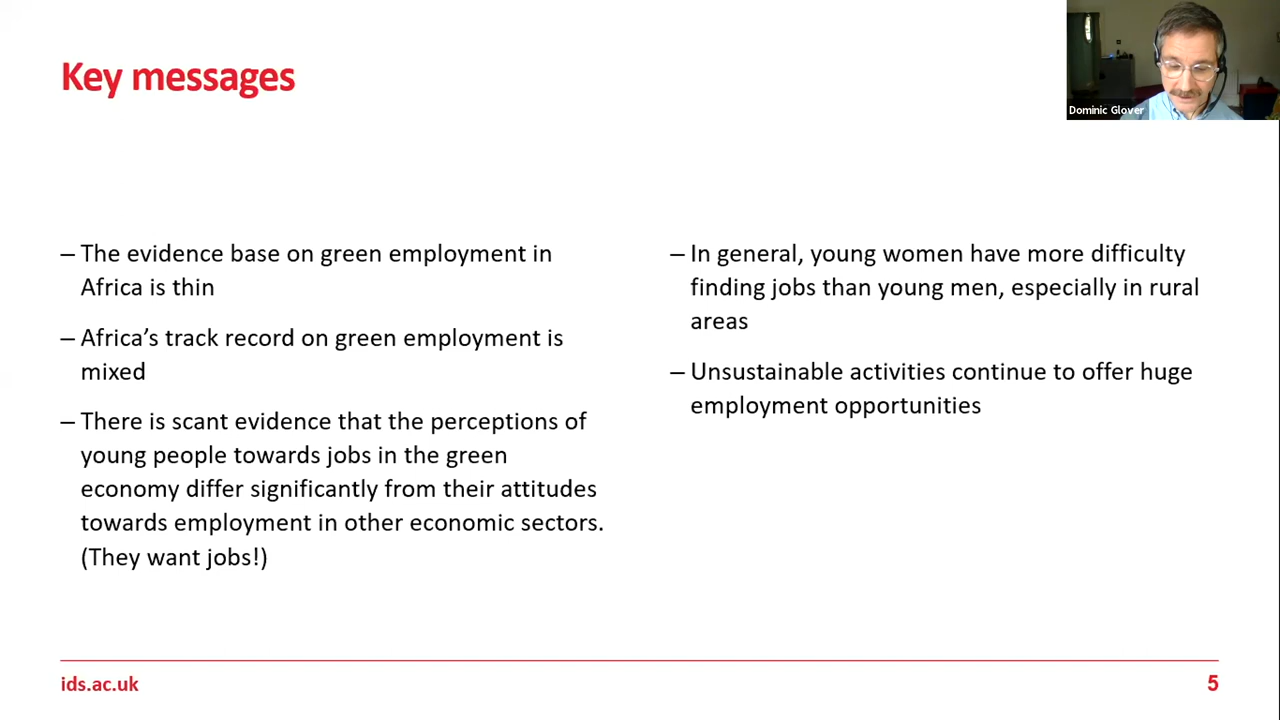 Key messages
Dominic Glover
– The evidence base on green employment in
Africa is thin
– Africa’s track record on green employment is
mixed
– There is scant evidence that the perceptions of
young people towards jobs in the green
economy differ significantly from their attitudes
towards employment in other economic sectors.
(They want jobs!)
– In general, young women have more difficulty
finding jobs than young men, especially in rural
areas
– Unsustainable activities continue to offer huge
employment opportunities
ids.ac.uk
5